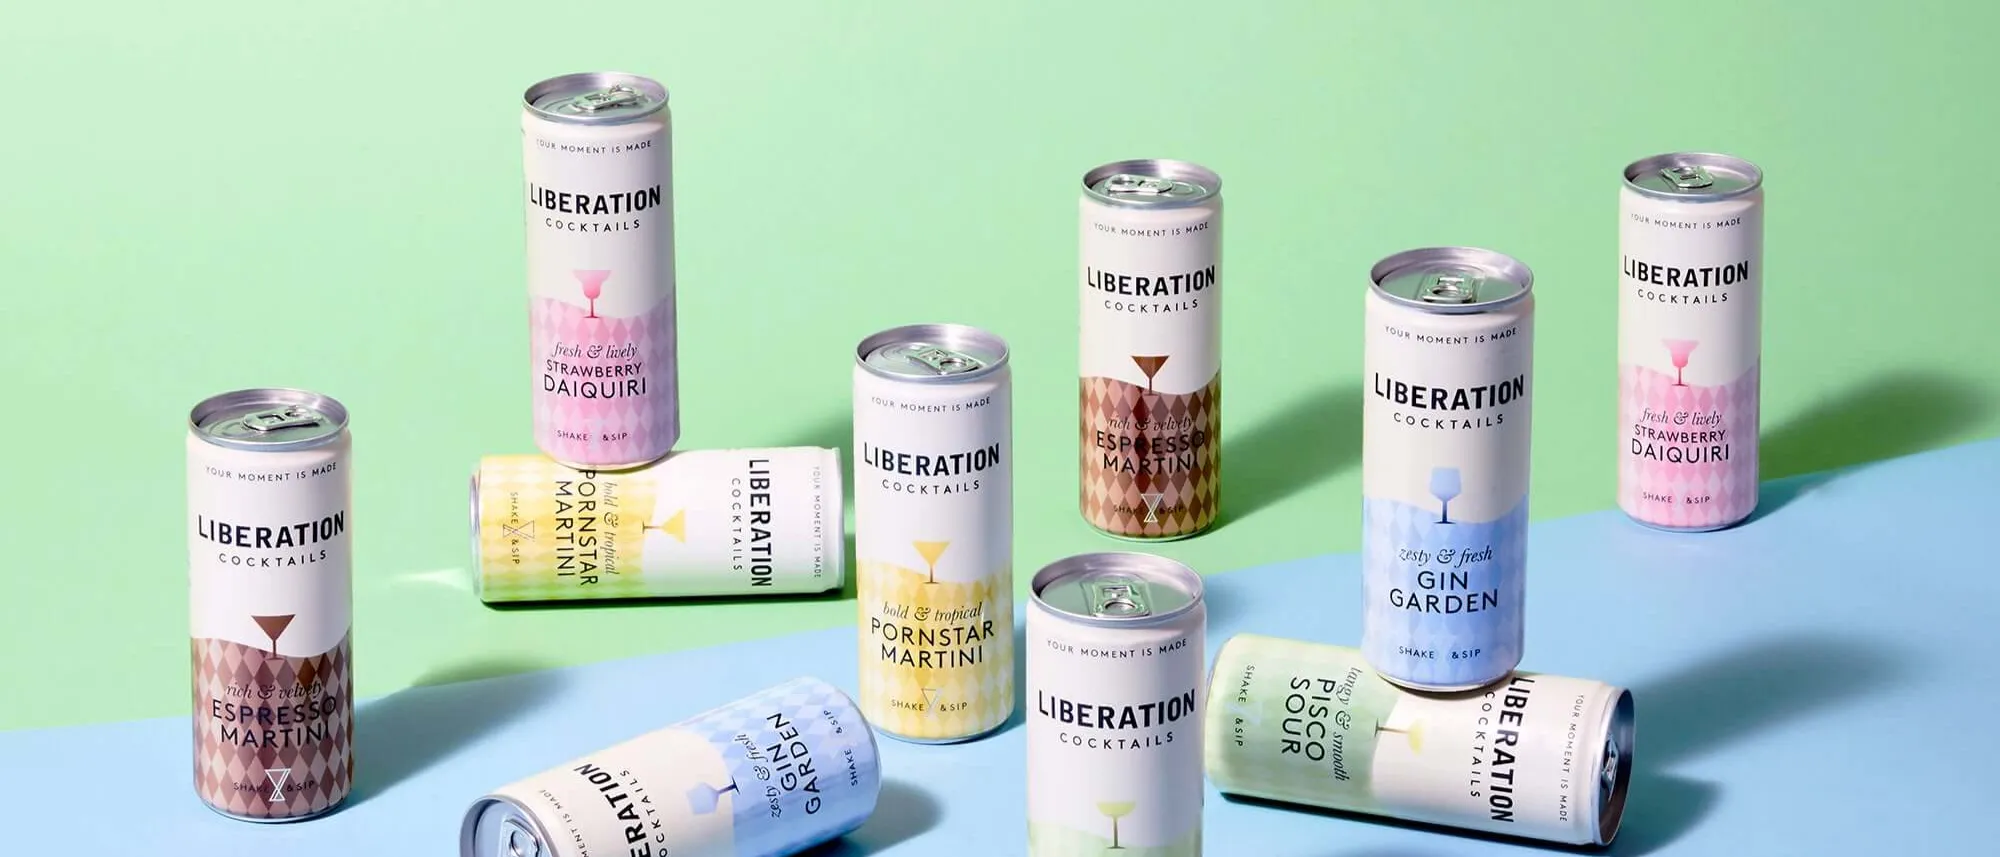 YOUR MOMENT IS MADE
LIBERATION
COCKTAILS
fresh & lively
STRAWBERRY
DAIQUIRI
SHAKE & SIP
YOUR MOMENT IS MADE
LIBERATION
COCKTAILS
rich & velvety
ESPRESSO
MARTINI
SHAKE & SIP
YOUR MOMENT IS MADE
LIBERATION
COCKTAILS
fresh & lively
STRAWBERRY
DAIQUIRI
SHAKE & SIP
YOUR MOMENT IS MADE
LIBERATION
COCKTAILS
zesty & fresh
GIN
GARDEN
SHAKE & SIP
YOUR MOMENT IS MADE
LIBERATION
COCKTAILS
bold & tropical
PORNSTAR
MARTINI
SHAKE & SIP
YOUR MOMENT IS MADE
LIBERATION
COCKTAILS
rich & velvety
ESPRESSO
MARTINI
SHAKE & SIP
YOUR MOMENT IS MADE
LIBERATION
COCKTAILS
bold & tropical
PORNSTAR
MARTINI
SHAKE & SIP
YOUR MOMENT IS MADE
LIBERATION
COCKTAILS
YOUR MOMENT IS MADE
LIBERATION
COCKTAILS
tangy & smooth
PISCO
SOUR
SHAKE & SIP
MENT IS MADE
ERATION
COCKTAILS
zesty & fresh
GIN
GARDEN
SHAKE & SIP